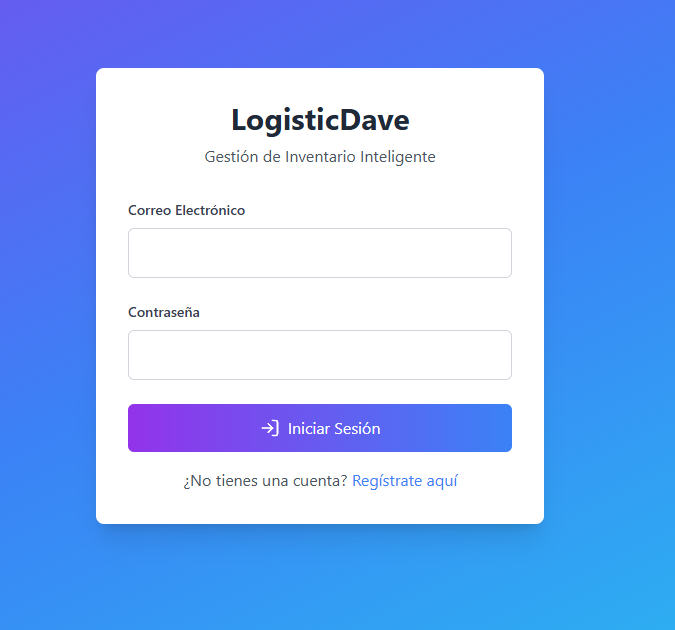 LogisticDave
Gestión de Inventario Inteligente
Correo Electrónico
Contraseña
Iniciar Sesión
¿No tienes una cuenta? Regístrate aquí